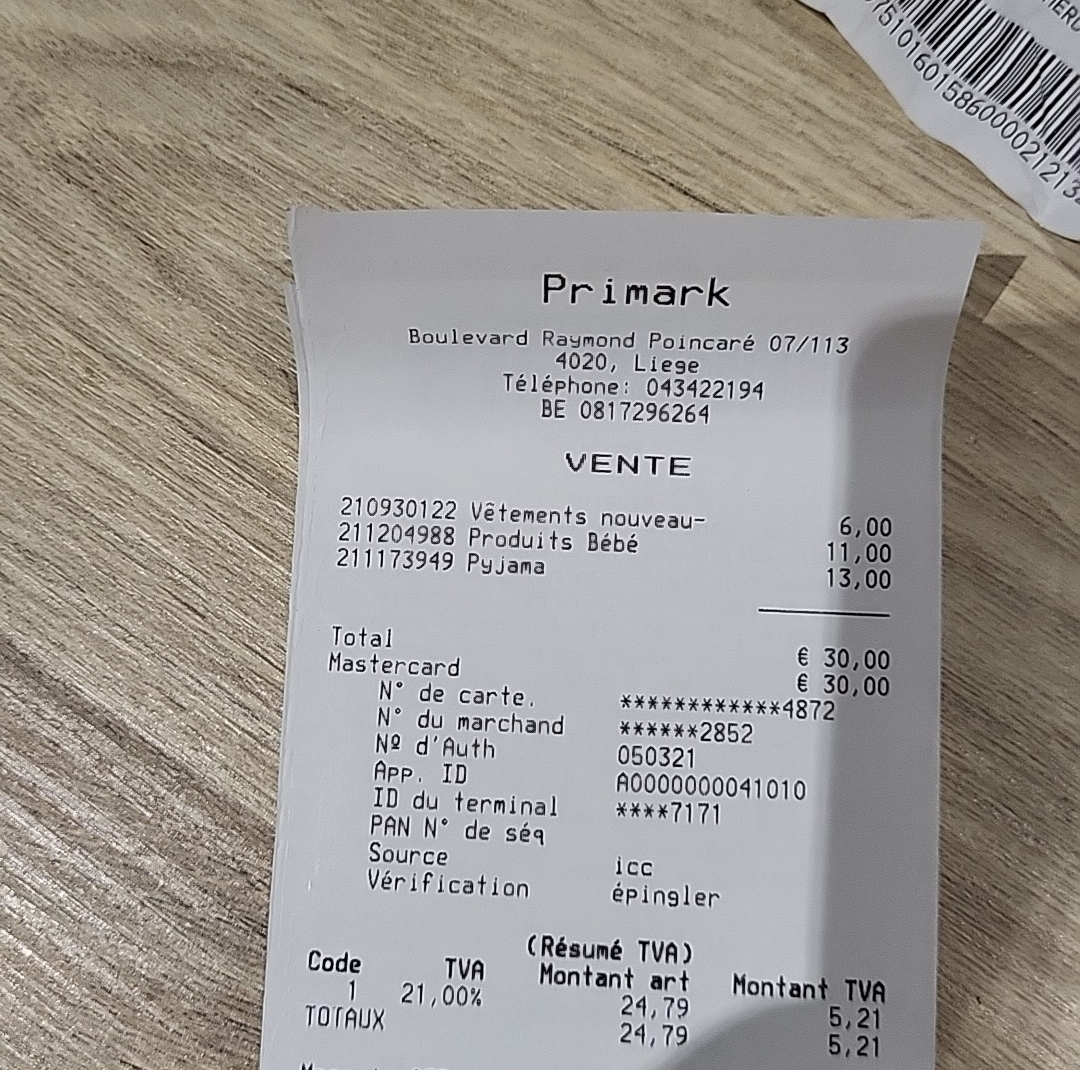 Primark
Boulevard Raymond Poincaré 07/113
4020, Liege
Téléphone: 043422194
BE 0817296264
VENTE
210930122 Vêtements nouveau- 6,00
211204988 Produits Bébé 11,00
211173949 Pyjama 13,00
Total € 30,00
Mastercard € 30,00
N° de carte. ************4872
N° du marchand ******2852
Nº d'Auth 050321
App. ID A0000000041010
ID du terminal ****7171
PAN N° de séq
Source icc
Vérification épingler
(Résumé TVA)
Code TVA Montant art Montant TVA
1 21,00% 24,79 5,21
TOTAUX 24,79 5,21